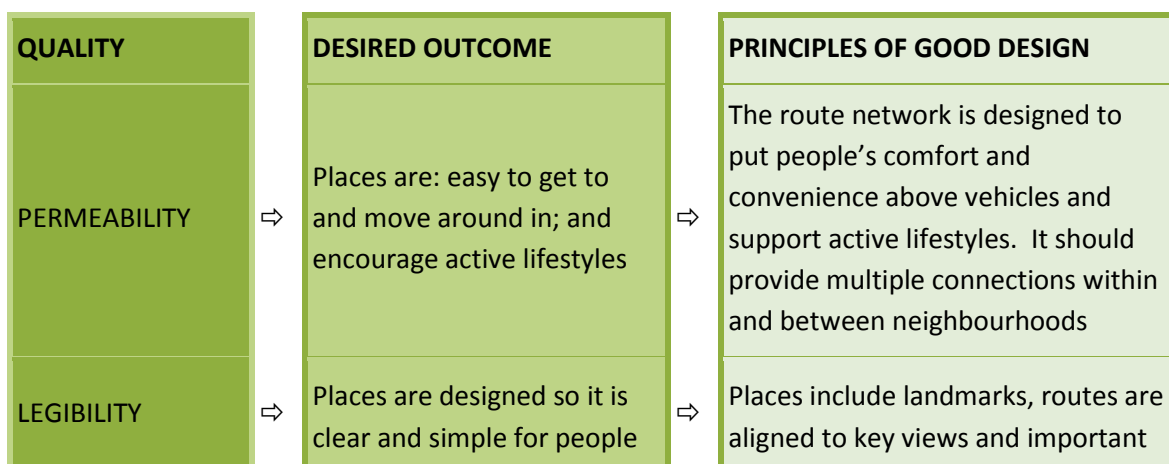 QUALITY
DESIRED OUTCOME
PRINCIPLES OF GOOD DESIGN
PERMEABILITY
⇨
Places are: easy to get to
and move around in; and
encourage active lifestyles
⇨
The route network is designed to
put people’s comfort and
convenience above vehicles and
support active lifestyles.  It should
provide multiple connections within
and between neighbourhoods
LEGIBILITY
⇨
Places are designed so it is
clear and simple for people
⇨
Places include landmarks, routes are
aligned to key views and important